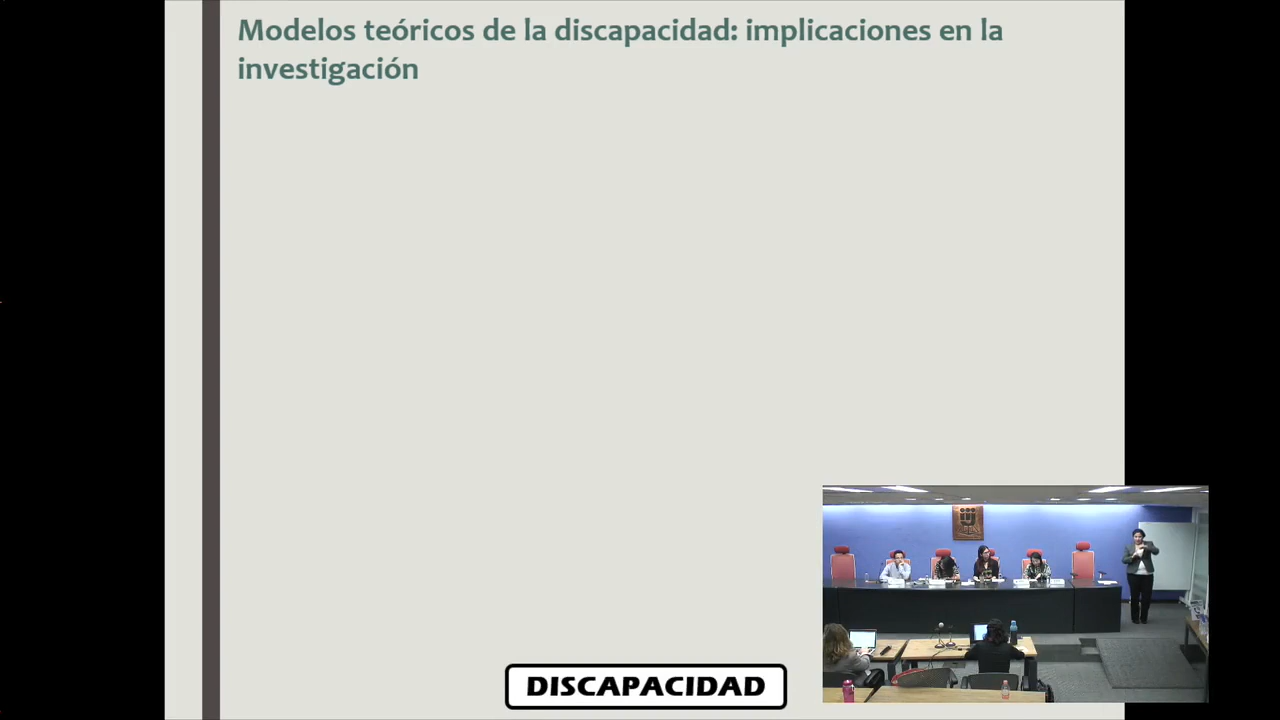 Modelos teóricos de la discapacidad: implicaciones en la
investigación
DISCAPACIDAD